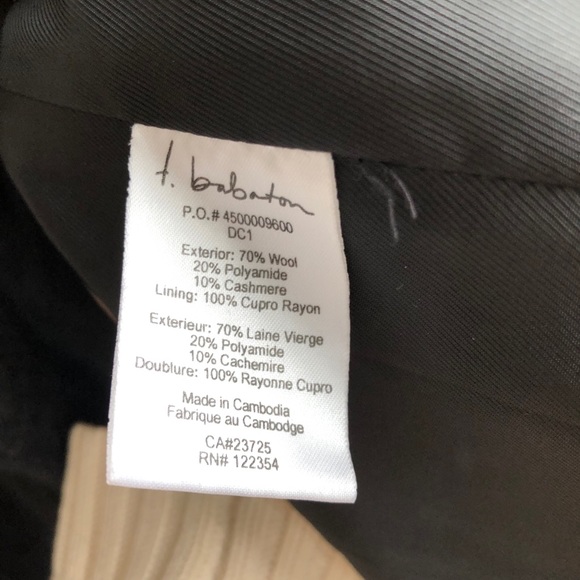 t. babaton
P.O.# 4500009600
DC1
Exterior: 70% Wool
20% Polyamide
10% Cashmere
Lining: 100% Cupro Rayon
Exterieur: 70% Laine Vierge
20% Polyamide
10% Cachemire
Doublure: 100% Rayonne Cupro
Made in Cambodia
Fabrique au Cambodge
CA#23725
RN# 122354